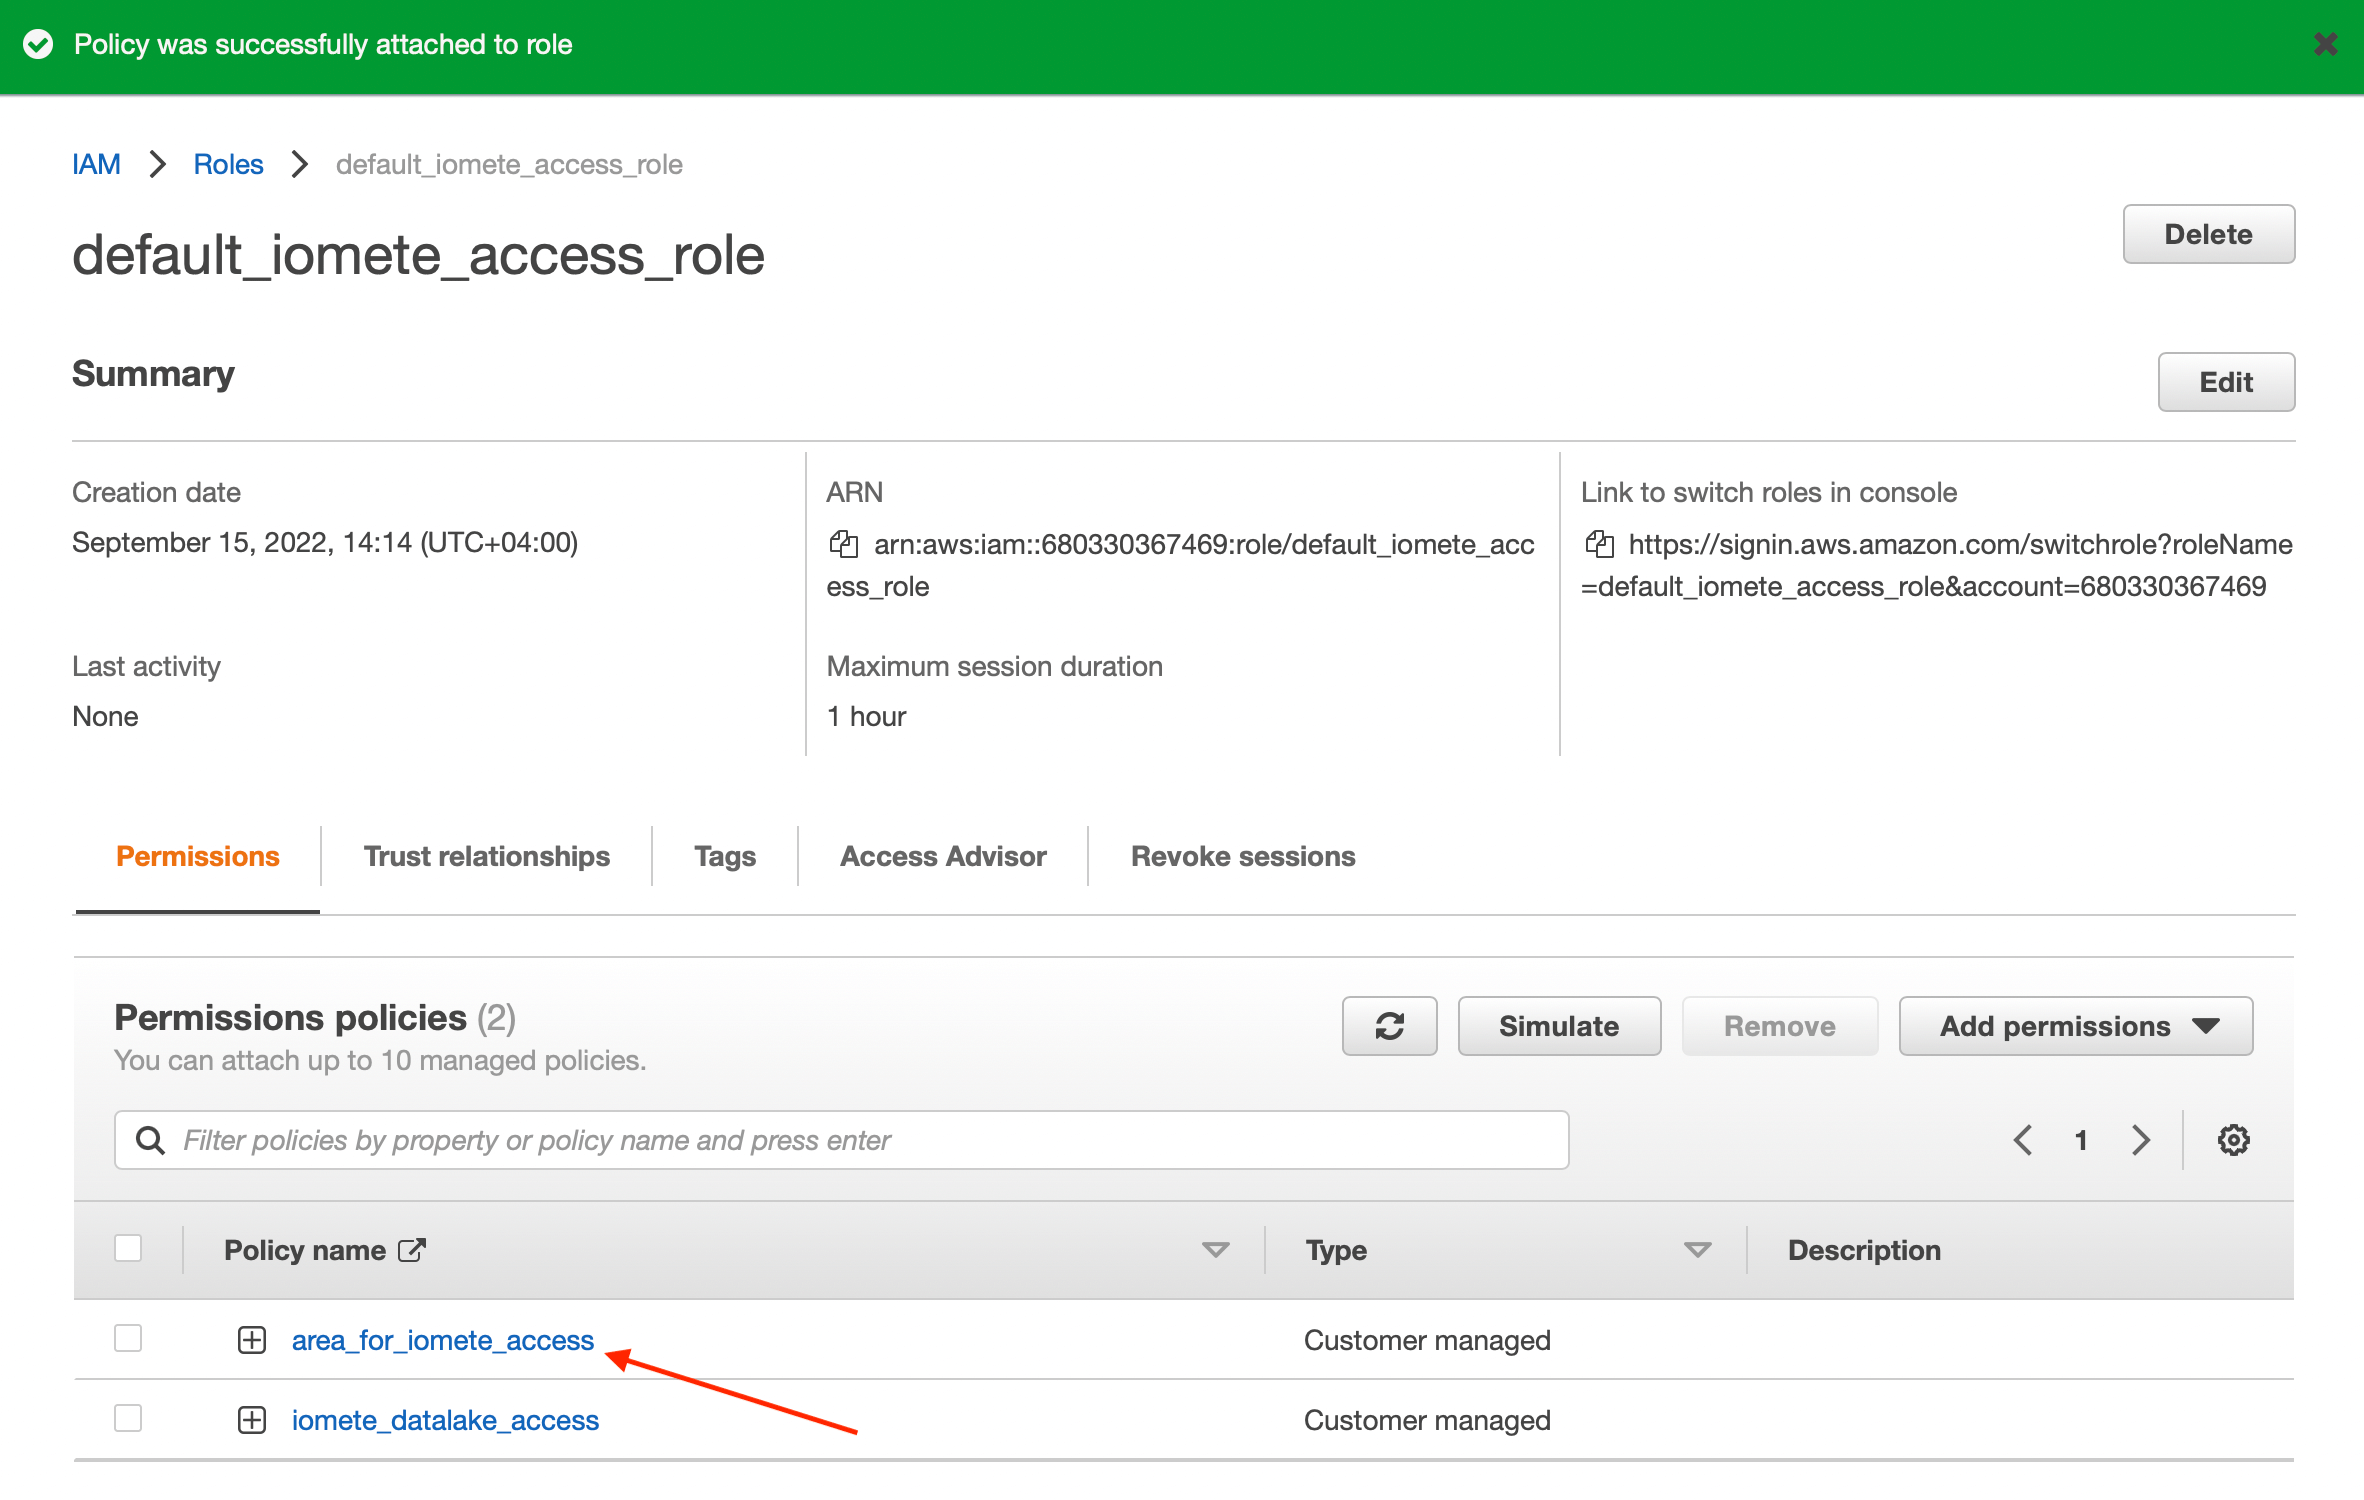 Policy was successfully attached to role
IAM > Roles > default_iomete_access_role
default_iomete_access_role
Delete
Summary
Edit
Creation date
September 15, 2022, 14:14 (UTC+04:00)
ARN
arn:aws:iam::680330367469:role/default_iomete_acc
ess_role
Link to switch roles in console
https://signin.aws.amazon.com/switchrole?roleName
=default_iomete_access_role&account=680330367469
Last activity
None
Maximum session duration
1 hour
Permissions
Trust relationships
Tags
Access Advisor
Revoke sessions
Permissions policies (2)
You can attach up to 10 managed policies.
Simulate
Remove
Add permissions
Filter policies by property or policy name and press enter
1
Policy name
Type
Description
area_for_iomete_access
Customer managed
iomete_datalake_access
Customer managed